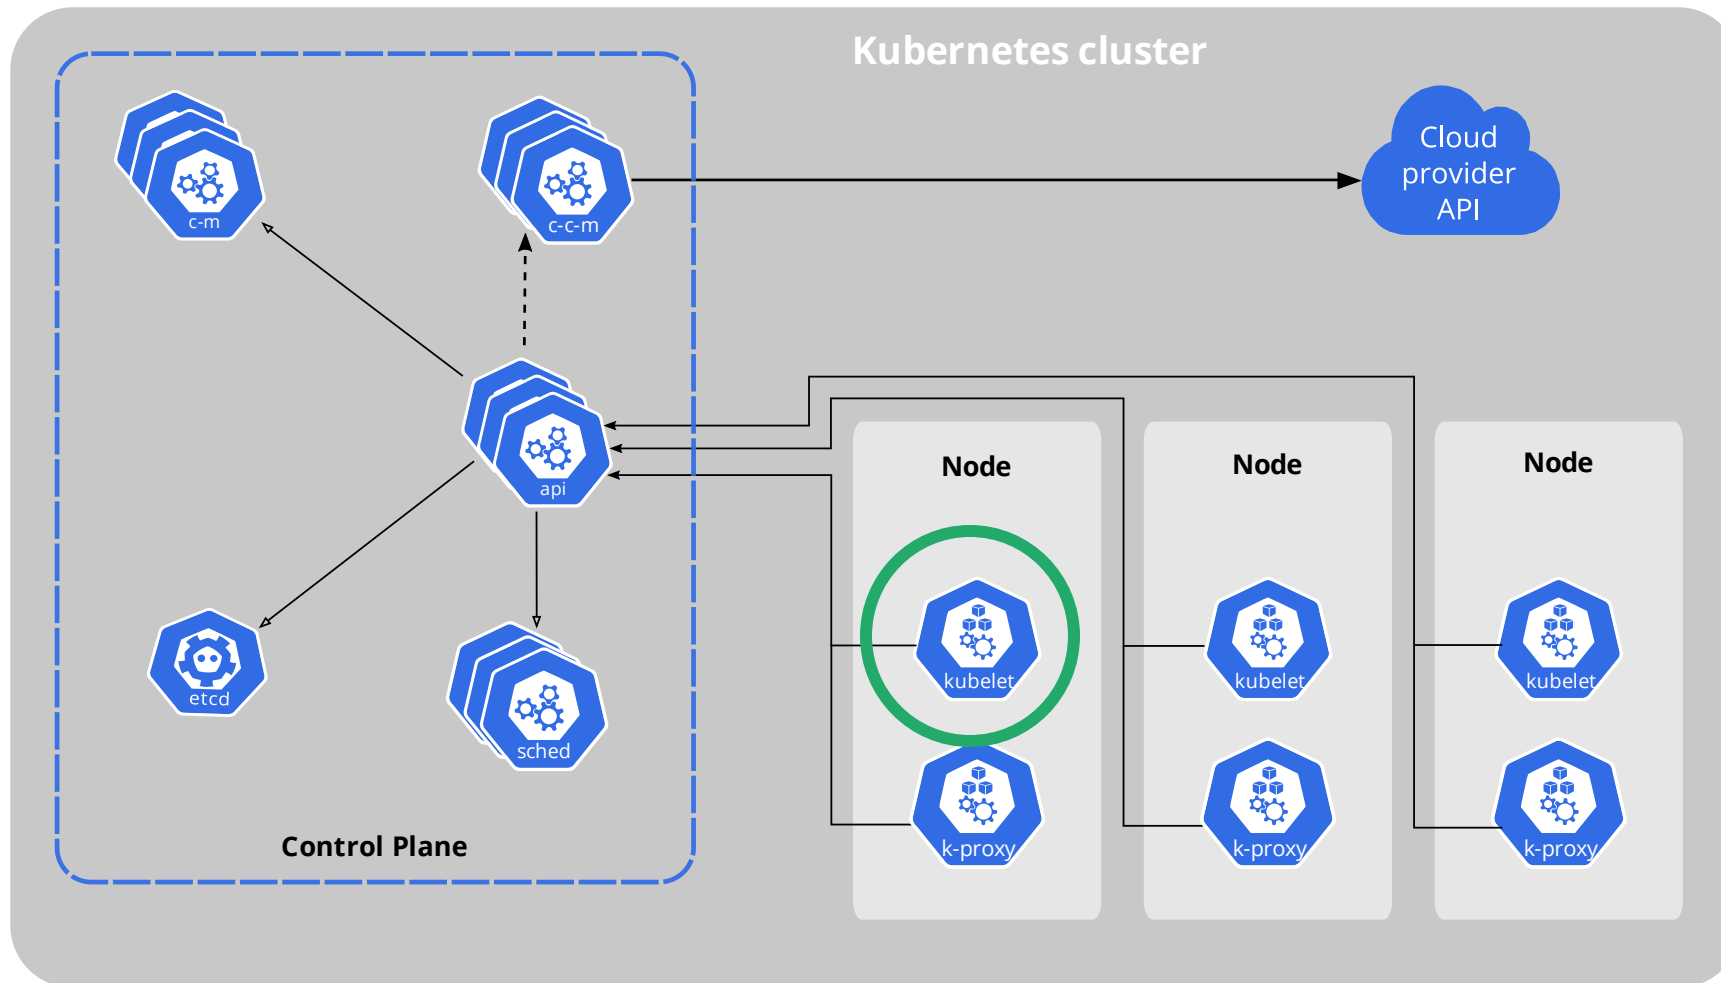 Kubernetes cluster
c-m
c-c-m
Cloud
provider
API
api
etcd
sched
Control Plane
Node
kubelet
k-proxy
Node
kubelet
k-proxy
Node
kubelet
k-proxy